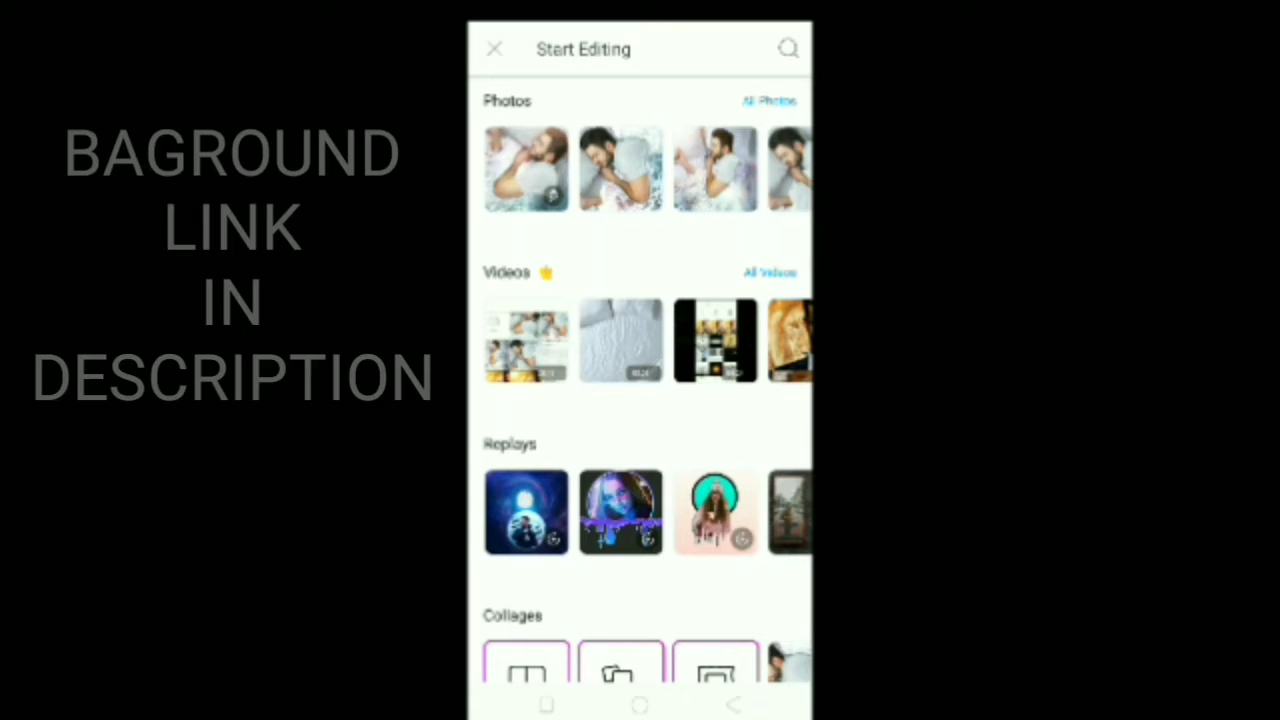 BAGROUND
LINK
IN
DESCRIPTION
Start Editing
Photos
All Photos
Videos
All Videos
Replays
Collages